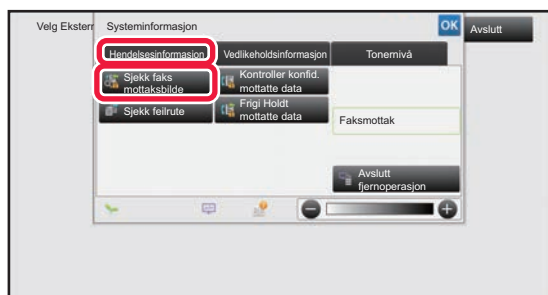 Velg Ekstern
Systeminformasjon
OK
Avslutt
Hendelsesinformasjon
Vedlikeholdsinformasjon
Tonernivå
Sjekk faks
mottaksbilde
Kontroller konfid.
mottatte data
Sjekk feilrute
Frigi Holdt
mottatte data
Faksmottak
Avslutt
fjernoperasjon